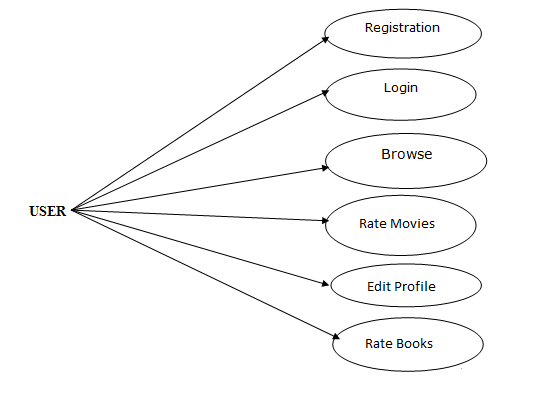 Registration
Login
Browse
USER
Rate Movies
Edit Profile
Rate Books